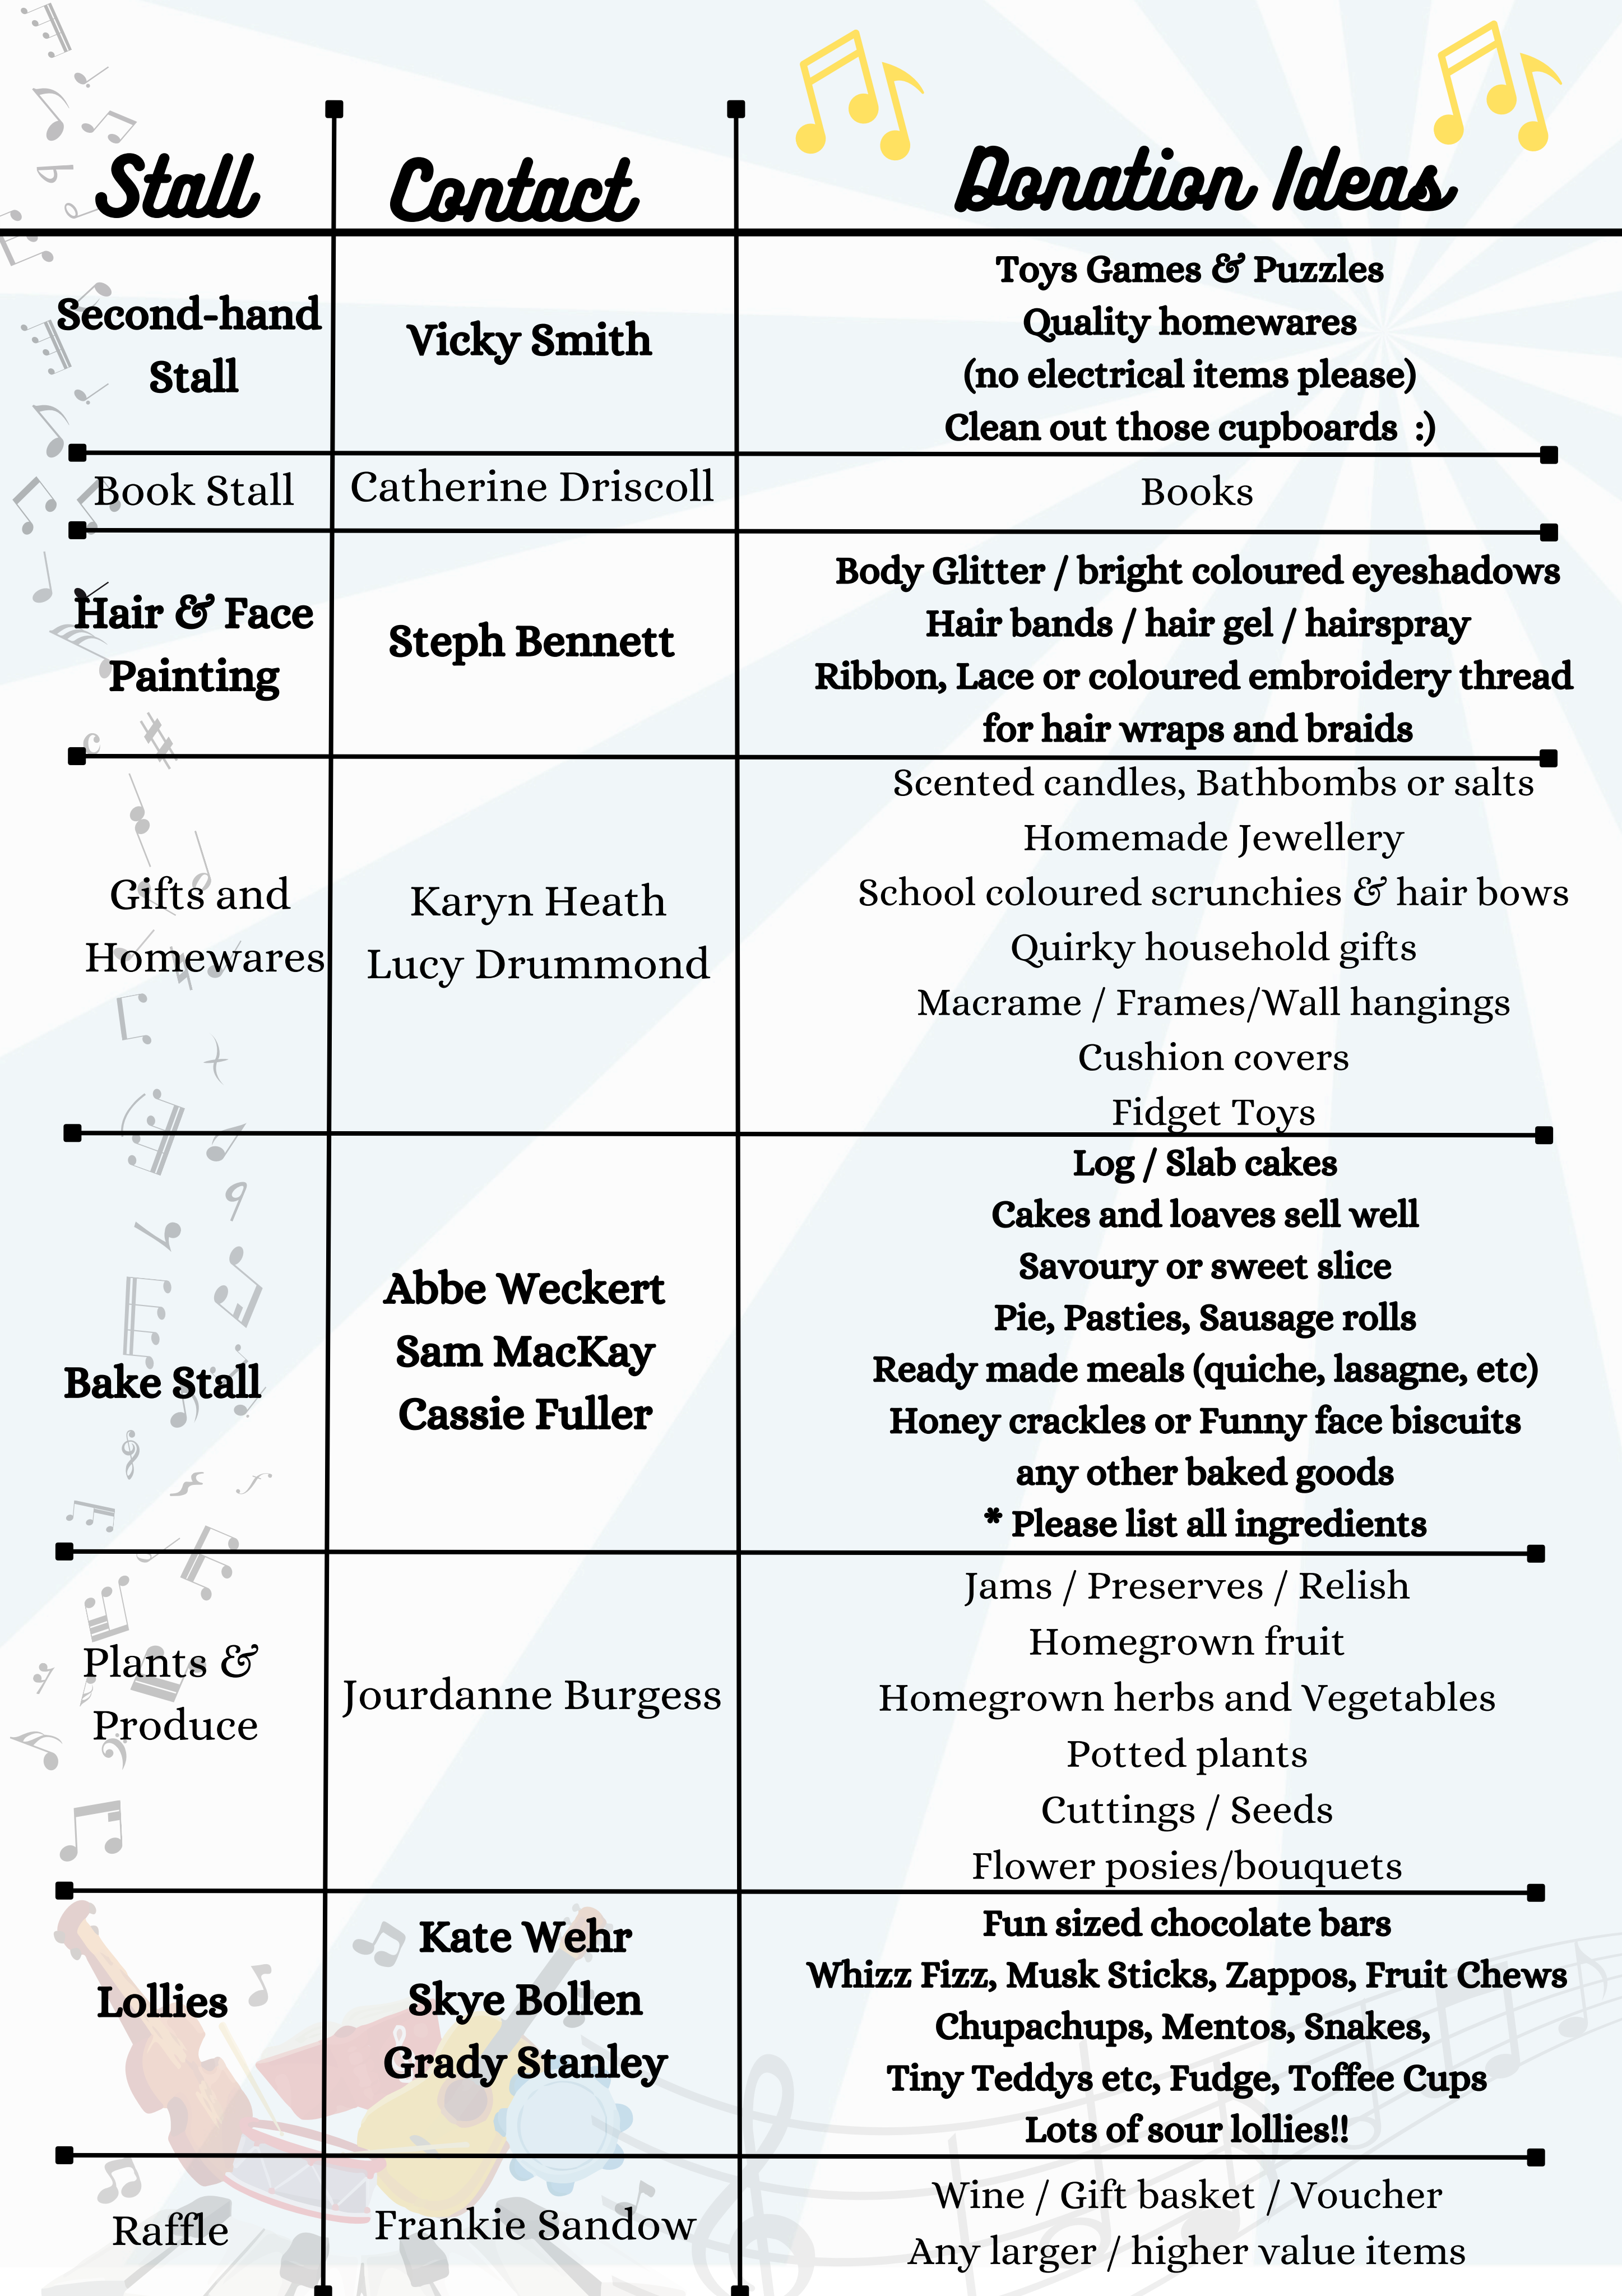 Stall
Contact
Donation Ideas
Second-hand
Stall
Vicky Smith
Toys Games & Puzzles
Quality homewares
(no electrical items please)
Clean out those cupboards :)
Book Stall
Catherine Driscoll
Books
Hair & Face
Painting
Steph Bennett
Body Glitter / bright coloured eyeshadows
Hair bands / hair gel / hairspray
Ribbon, Lace or coloured embroidery thread
for hair wraps and braids
Gifts and
Homewares
Karyn Heath
Lucy Drummond
Scented candles, Bathbombs or salts
Homemade Jewellery
School coloured scrunchies & hair bows
Quirky household gifts
Macrame / Frames/Wall hangings
Cushion covers
Fidget Toys
Bake Stall
Abbe Weckert
Sam MacKay
Cassie Fuller
Log / Slab cakes
Cakes and loaves sell well
Savoury or sweet slice
Pie, Pasties, Sausage rolls
Ready made meals (quiche, lasagne, etc)
Honey crackles or Funny face biscuits
any other baked goods
* Please list all ingredients
Plants &
Produce
Jourdanne Burgess
Jams / Preserves / Relish
Homegrown fruit
Homegrown herbs and Vegetables
Potted plants
Cuttings / Seeds
Flower posies/bouquets
Lollies
Kate Wehr
Skye Bollen
Grady Stanley
Fun sized chocolate bars
Whizz Fizz, Musk Sticks, Zappos, Fruit Chews
Chupachups, Mentos, Snakes,
Tiny Teddys etc, Fudge, Toffee Cups
Lots of sour lollies!!
Raffle
Frankie Sandow
Wine / Gift basket / Voucher
Any larger / higher value items